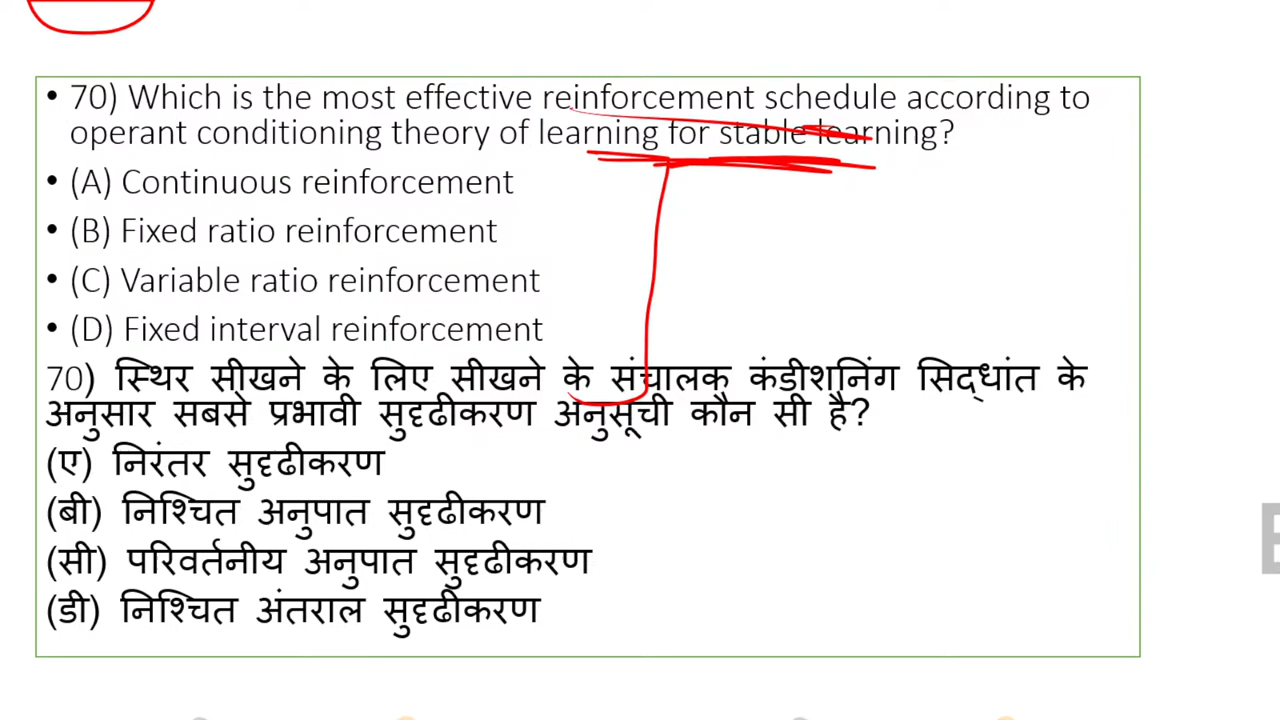 • 70) Which is the most effective reinforcement schedule according to
operant conditioning theory of learning for stable learning?
• (A) Continuous reinforcement
• (B) Fixed ratio reinforcement
• (C) Variable ratio reinforcement
• (D) Fixed interval reinforcement
70) स्थिर सीखने के लिए सीखने के संचालक कंडीशनिंग सिद्धांत के
अनुसार सबसे प्रभावी सुदृढीकरण अनुसूची कौन सी है?
(ए) निरंतर सुदृढीकरण
(बी) निश्चित अनुपात सुदृढीकरण
(सी) परिवर्तनीय अनुपात सुदृढीकरण
(डी) निश्चित अंतराल सुदृढीकरण